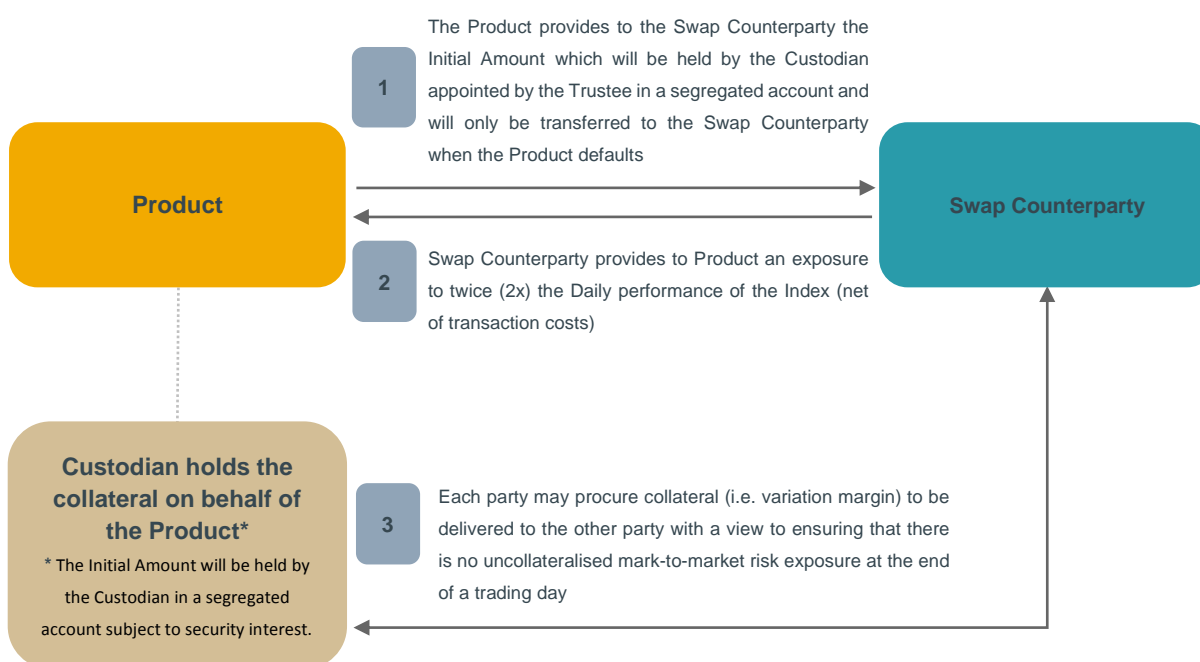 The Product provides to the Swap Counterparty the
Initial Amount which will be held by the Custodian
1
appointed by the Trustee in a segregated account and
will only be transferred to the Swap Counterparty
when the Product defaults
Product
Swap Counterparty
2
Swap Counterparty provides to Product an exposure
to twice (2x) the Daily performance of the Index (net
of transaction costs)
Custodian holds the
collateral on behalf of
the Product*
* The Initial Amount will be held by
the Custodian in a segregated
account subject to security interest.
3
Each party may procure collateral (i.e. variation margin) to be
delivered to the other party with a view to ensuring that there
is no uncollateralised mark-to-market risk exposure at the end
of a trading day